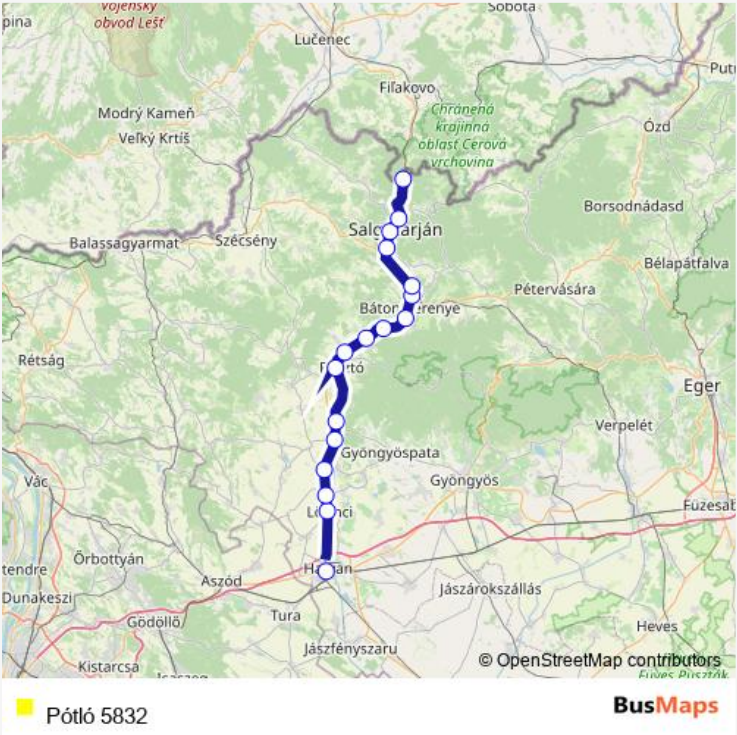 pina
Vojenský
obvod Lešť
Sobota
Lučenec
Fiľakovo
Putn
Modrý Kameň
Chránená
krajinná
oblasť Cerová
vrchovina
Ózd
Veľký Krtíš
Borsodnádasd
Balassagyarmat
Szécsény
Bélapátfalva
Pétervására
Rétság
Eger
Verpelét
Gyöngyöspata
Vác
Gyöngyös
Füzesab
Őrbottyán
tendre
Aszód
Jászárokszállás
Dunakeszi
Gödöllő
Tura
Heves
Jászfényszaru
Kistarcsa
© OpenStreetMap contributors
Pótló 5832
BusMaps